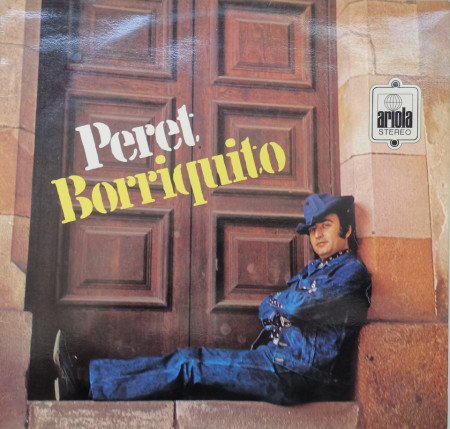 Peret
Borriquito
ariola
STEREO